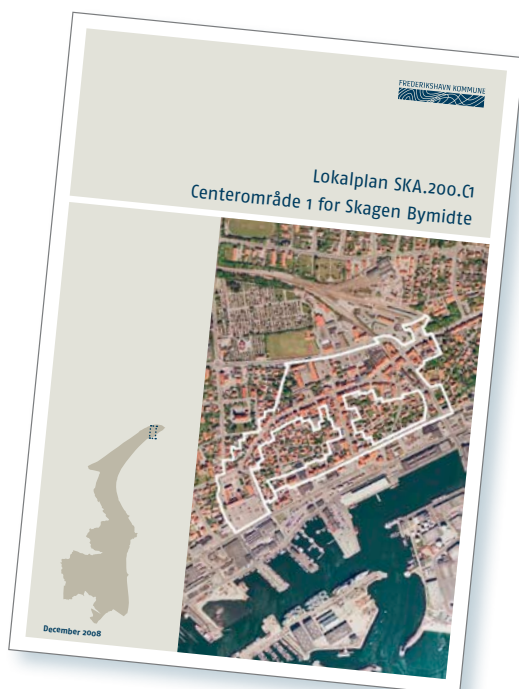 FREDERIKSHAVN KOMMUNE
Lokalplan SKA.200.C1
Centerområde 1 for Skagen Bymidte
December 2008